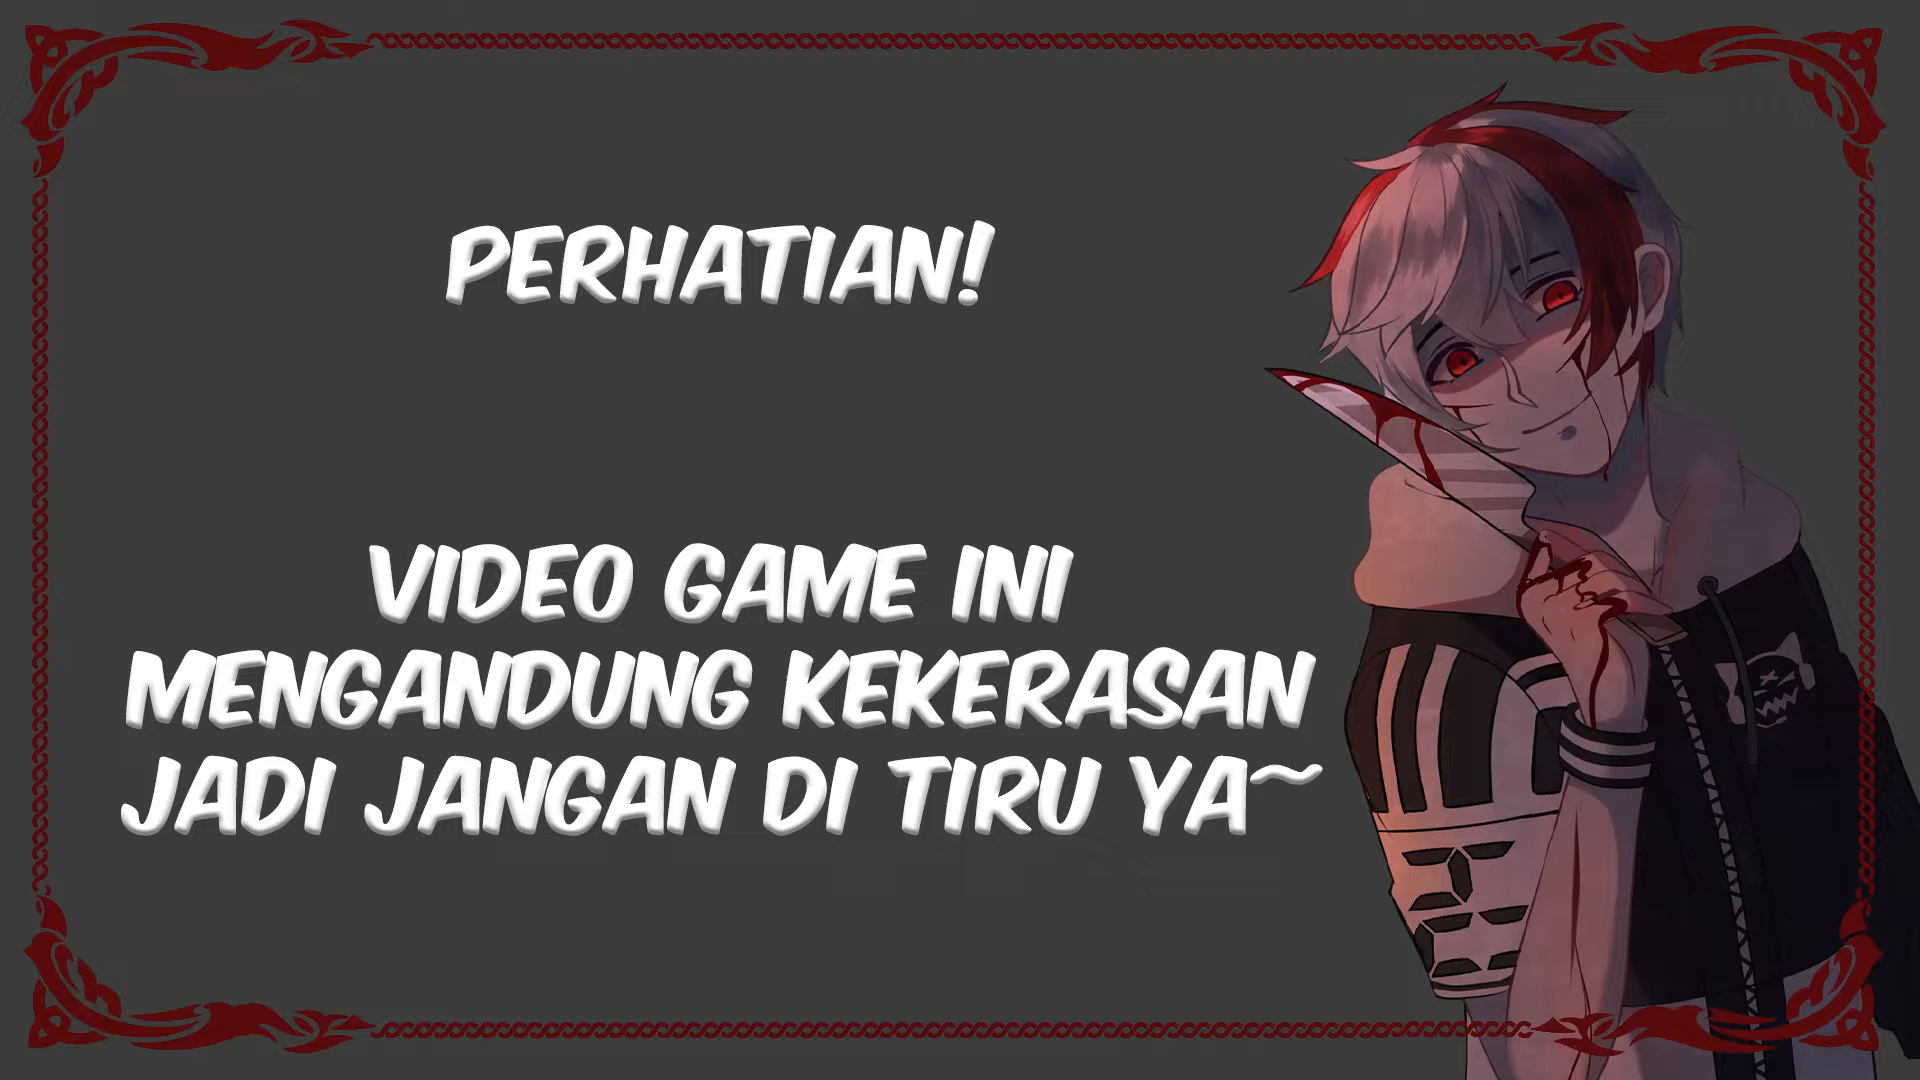 PERHATIAN!
VIDEO GAME INI
MENGANDUNG KEKERASAN
JADI JANGAN DI TIRU YA~